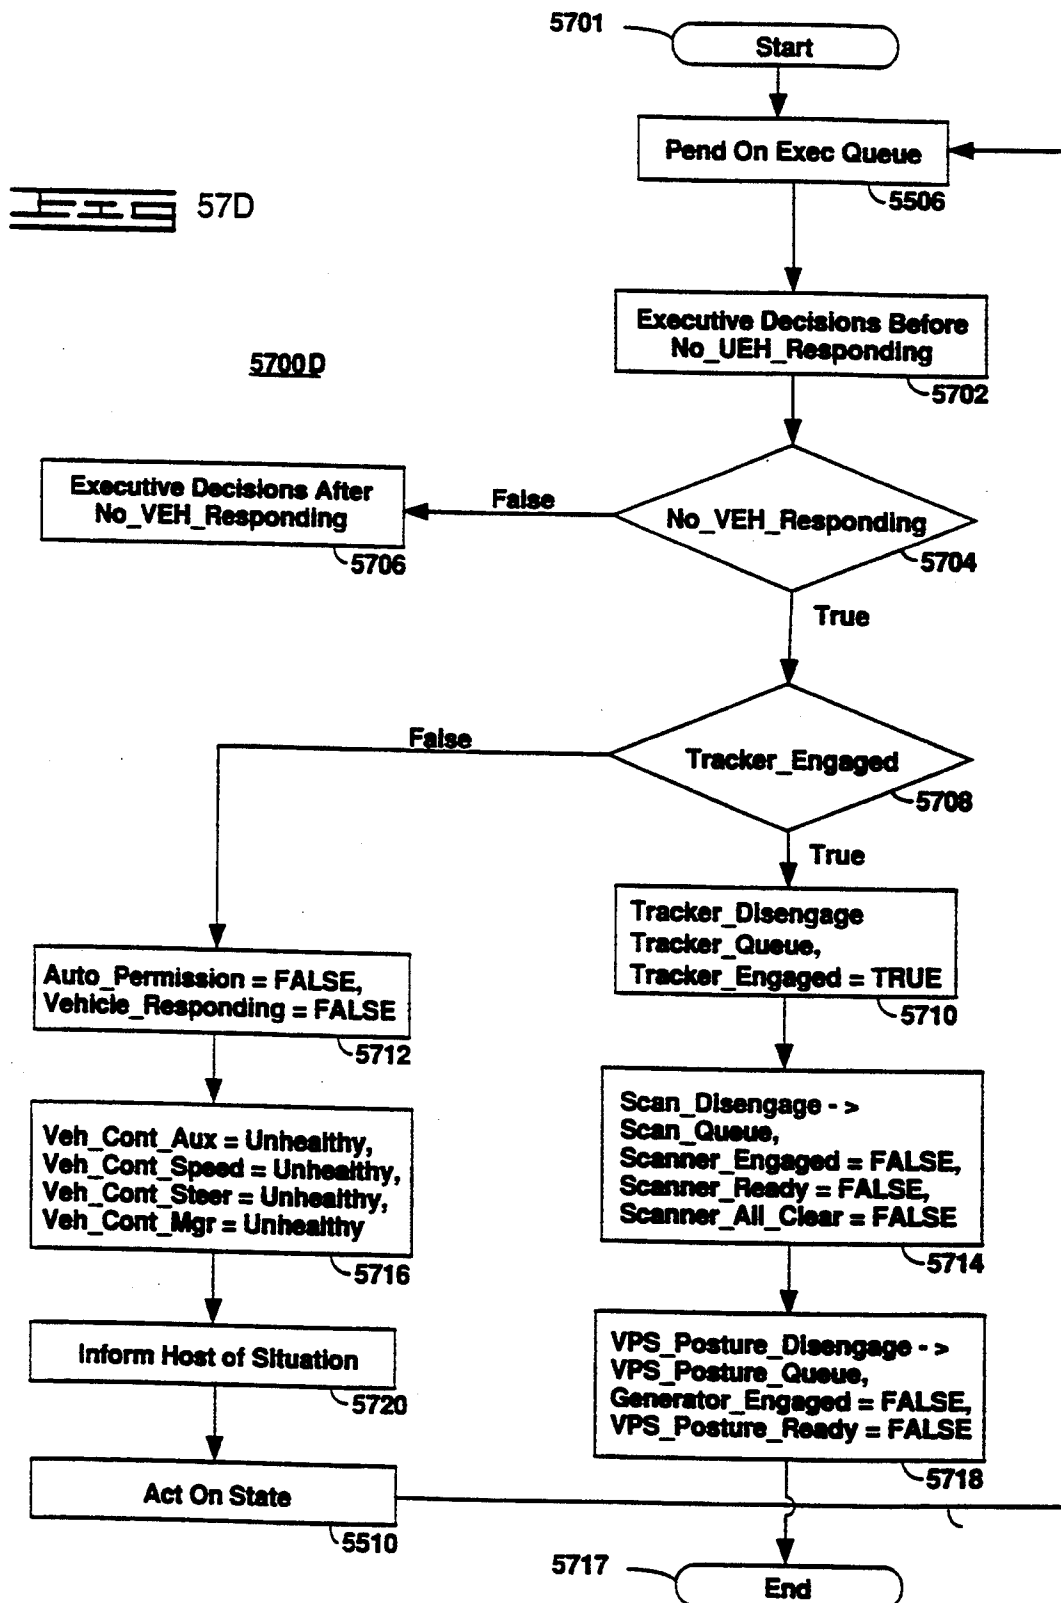 5701
Start
Pend On Exec Queue
5506
57D
Executive Decisions Before
No_UEH_Responding
5702
5700D
Executive Decisions After
No_VEH_Responding
5706
False
No_VEH_Responding
5704
True
False
Tracker_Engaged
5708
True
Tracker_Disengage
Tracker_Queue,
Tracker_Engaged = TRUE
5710
Auto_Permission = FALSE,
Vehicle_Responding = FALSE
5712
Scan_Disengage - >
Scan_Queue,
Scanner_Engaged = FALSE,
Scanner_Ready = FALSE,
Scanner_All_Clear = FALSE
5714
Veh_Cont_Aux = Unhealthy,
Veh_Cont_Speed = Unhealthy,
Veh_Cont_Steer = Unhealthy,
Veh_Cont_Mgr = Unhealthy
5716
VPS_Posture_Disengage - >
VPS_Posture_Queue,
Generator_Engaged = FALSE,
VPS_Posture_Ready = FALSE
5718
Inform Host of Situation
5720
Act On State
5510
5717
End